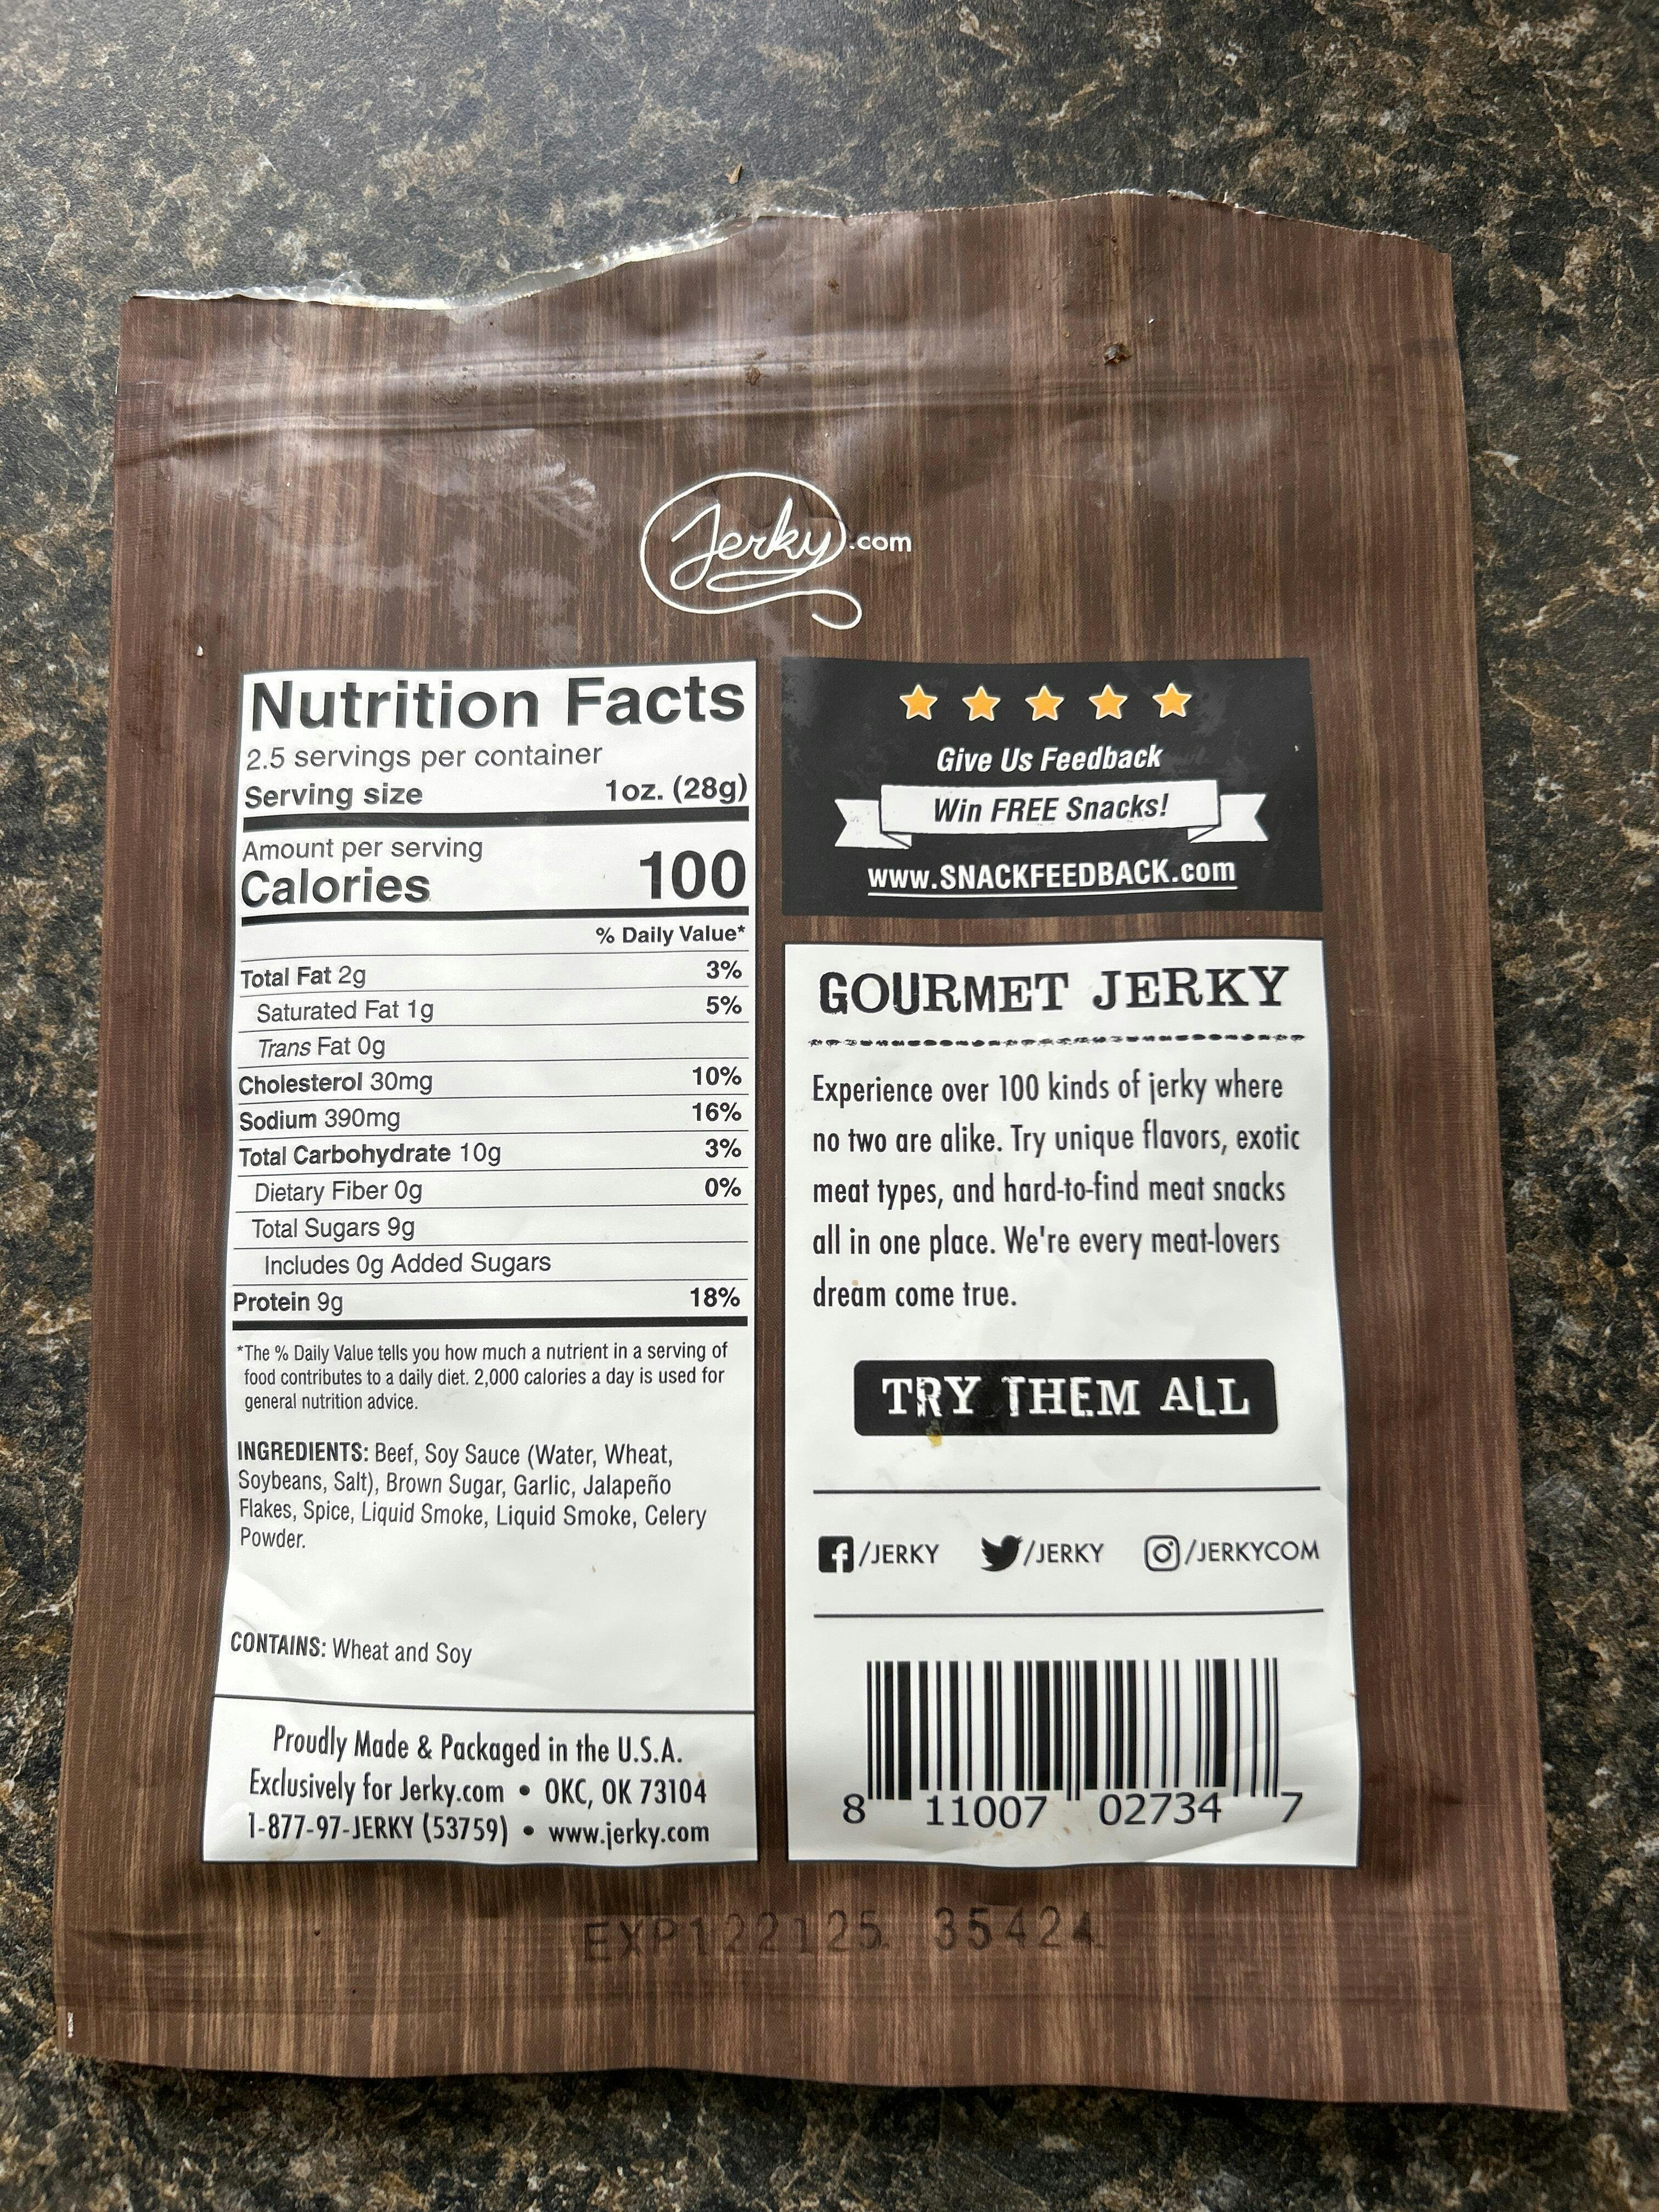 Jerky.com
Nutrition Facts
2.5 servings per container
Serving size 1oz. (28g)
Amount per serving
Calories 100
% Daily Value*
Total Fat 2g 3%
Saturated Fat 1g 5%
Trans Fat 0g
Cholesterol 30mg 10%
Sodium 390mg 16%
Total Carbohydrate 10g 3%
Dietary Fiber 0g 0%
Total Sugars 9g
Includes 0g Added Sugars
Protein 9g 18%
*The % Daily Value tells you how much a nutrient in a serving of
food contributes to a daily diet. 2,000 calories a day is used for
general nutrition advice.
INGREDIENTS: Beef, Soy Sauce (Water, Wheat,
Soybeans, Salt), Brown Sugar, Garlic, Jalapeño
Flakes, Spice, Liquid Smoke, Liquid Smoke, Celery
Powder.
CONTAINS: Wheat and Soy
Proudly Made & Packaged in the U.S.A.
Exclusively for Jerky.com • OKC, OK 73104
1-877-97-JERKY (53759) • www.jerky.com
Give Us Feedback
Win FREE Snacks!
www.SNACKFEEDBACK.com
GOURMET JERKY
Experience over 100 kinds of jerky where
no two are alike. Try unique flavors, exotic
meat types, and hard-to-find meat snacks
all in one place. We're every meat-lovers
dream come true.
TRY THEM ALL
/JERKY /JERKY /JERKYCOM
8 11007 02734 7
EXP122125 35424